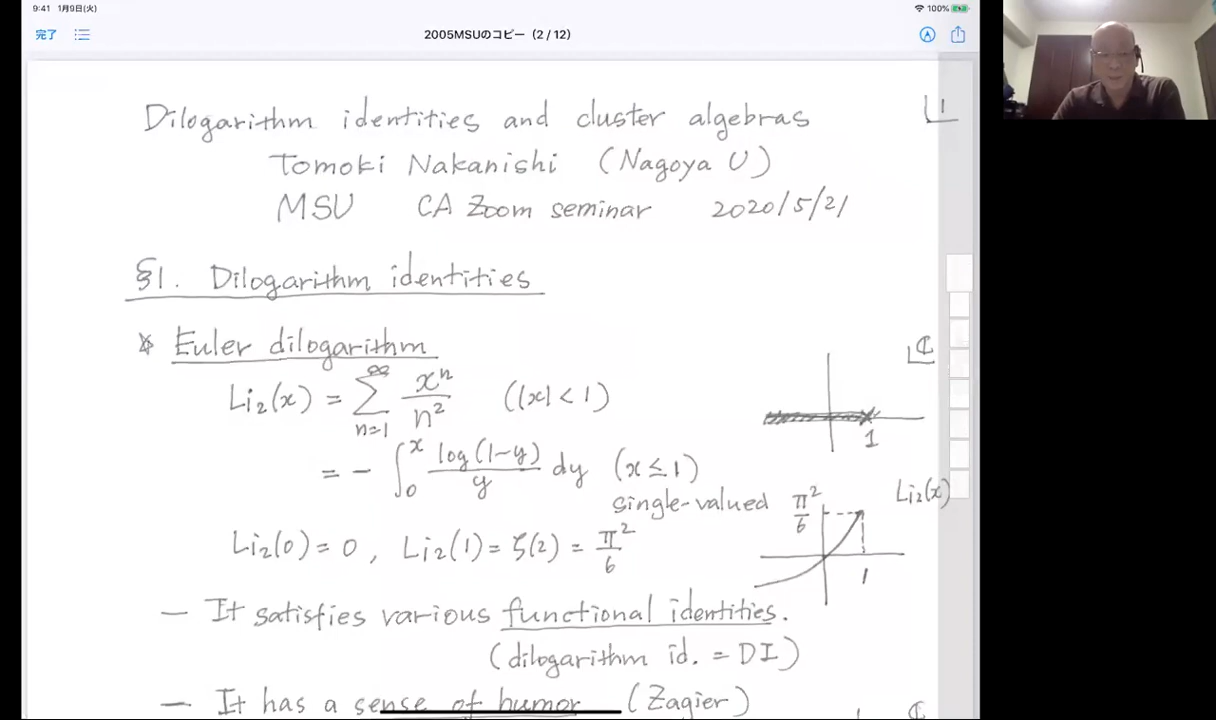 9:41 1月9日(火)
100%
完了
2005MSUのコピー (2 / 12)
Dilogarithm identities and cluster algebras
1
Tomoki Nakanishi (Nagoya U)
MSU CA Zoom seminar 2020/5/21
§1. Dilogarithm identities
* Euler dilogarithm
Li₂(x) = ∑_{n=1}^{∞} xⁿ/n² (|x| < 1)
ℂ
1
= − ∫₀ˣ log(1−y)/y dy (x ≤ 1)
single-valued
π²/6
Li₂(x)
1
Li₂(0) = 0, Li₂(1) = ζ(2) = π²/6
— It satisfies various functional identities.
(dilogarithm id. = DI)
— It has a sense of humor (Zagier)
ℂ